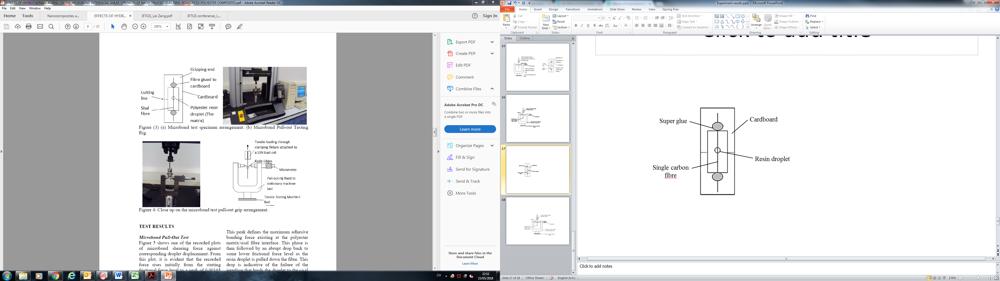 EFFECTS OF HYDROTHERMAL AGEING ON THE MICROBOND INTERFACIAL SHEAR STRENGTH OF NAOH TREATED SISAL FIBRE REINFORCED POLYESTER COMPOSITES.pdf - Adobe Acrobat Reader DC
File Edit View Window Help
Home Tools Nanocomposites a... EFFECTS OF HYDR... × IFTGS_Lei Zeng.pdf IFTGS conference_L... Sign In
8 / 17 100%
Gripping end
Fibre glued to
cardboard
Cutting
line
Cardboard
Sisal
fibre
Polyester resin
droplet (The
matrix)
Figure (3) (a) Microbond test specimen arrangement. (b) Microbond Pull-out Testing
Rig.
Tensile loading through
clamping fixture attached to
a 10N load cell
Knife-Edges
Micrometer
Pull-out rig fixed to
stationary machine
bed
Tensile Testing Machine
Bed
Figure 4: Close up on the microbond test pull-out grip arrangement.
TEST RESULTS
Microbond Pull-Out Test
Figure 5 shows one of the recorded plots
of microbond shearing force against
corresponding droplet displacement. From
this plot, it is evident that the recorded
force rises initially from the starting
frictional force level to a peak of 0.00165
This peak defines the maximum adhesive
bonding force existing at the polyester
matrix/sisal fibre interface. This phase is
then followed by an abrupt drop back to
some lower frictional force level as the
resin droplet is pulled down the fibre. This
drop is indicative of the failure of the
interface that binds the droplet to the sisal
Export PDF
Create PDF
Edit PDF
Comment
Combine Files
Adobe Acrobat Pro DC
Combine two or more files into
a single PDF
Learn more
Organize Pages
Fill & Sign
Send for Signature
Send & Track
More Tools
Store and share files in the
Document Cloud
Learn More
CH
22:52
23/05/2018
Experiment results.pptx - Microsoft PowerPoint
File Home Insert Design Transitions Animations Slide Show Review View iSpring Free
Paste
Cut
Copy
Format Painter
Clipboard
New
Slide
Layout
Reset
Section
Slides
32
Font
Text Direction
Align Text
Convert to SmartArt
Paragraph
Arrange
Quick
Styles
Shape Fill
Shape Outline
Shape Effects
Drawing
Find
Replace
Select
Editing
Slides Outline
15
16
17
18
Super glue
Cardboard
Resin droplet
Single carbon
fibre
Click to add notes
Slide 17 of 18 "Office Theme" English (U.K.) 170%